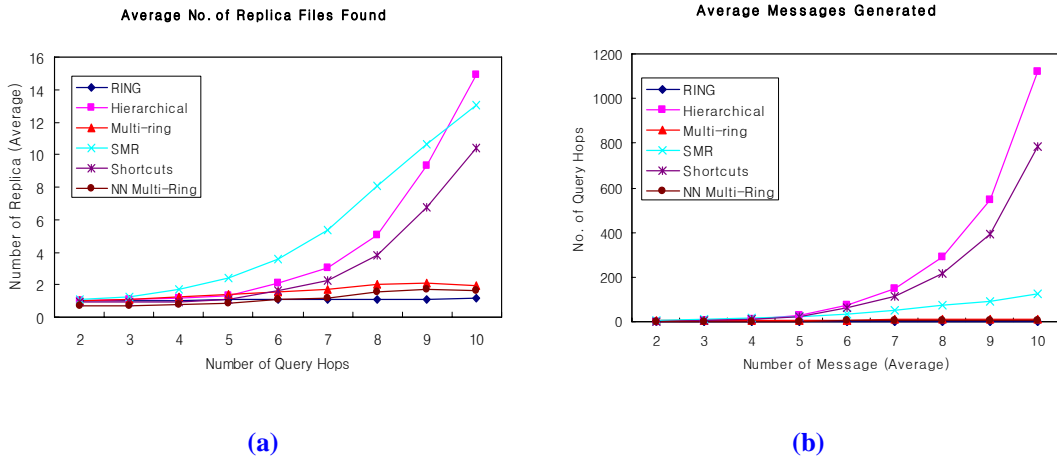 Average No. of Replica Files Found
Number of Replica (Average)
16
14
12
10
8
6
4
2
0
RING
Hierarchical
Multi-ring
SMR
Shortcuts
NN Multi-Ring
2 3 4 5 6 7 8 9 10
Number of Query Hops
(a)
Average Messages Generated
No. of Query Hops
1200
1000
800
600
400
200
0
RING
Hierarchical
Multi-ring
SMR
Shortcuts
NN Multi-Ring
2 3 4 5 6 7 8 9 10
Number of Message (Average)
(b)